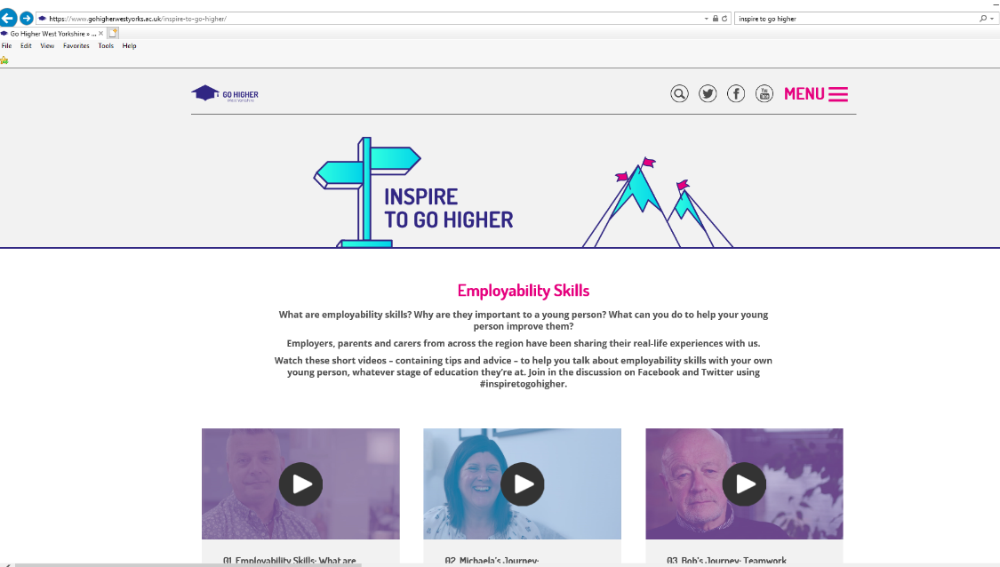 https://www.gohigherwestyorks.ac.uk/inspire-to-go-higher/
inspire to go higher
Go Higher West Yorkshire » ...
File Edit View Favorites Tools Help
GO HIGHER
West Yorkshire
You
Tube
MENU
INSPIRE
TO GO HIGHER
Employability Skills
What are employability skills? Why are they important to a young person? What can you do to help your young
person improve them?
Employers, parents and carers from across the region have been sharing their real-life experiences with us.
Watch these short videos – containing tips and advice – to help you talk about employability skills with your own
young person, whatever stage of education they're at. Join in the discussion on Facebook and Twitter using
#inspiretogohigher.
01. Employability Skills: What are
02. Michaela's Journey:
03. Bob's Journey: Teamwork